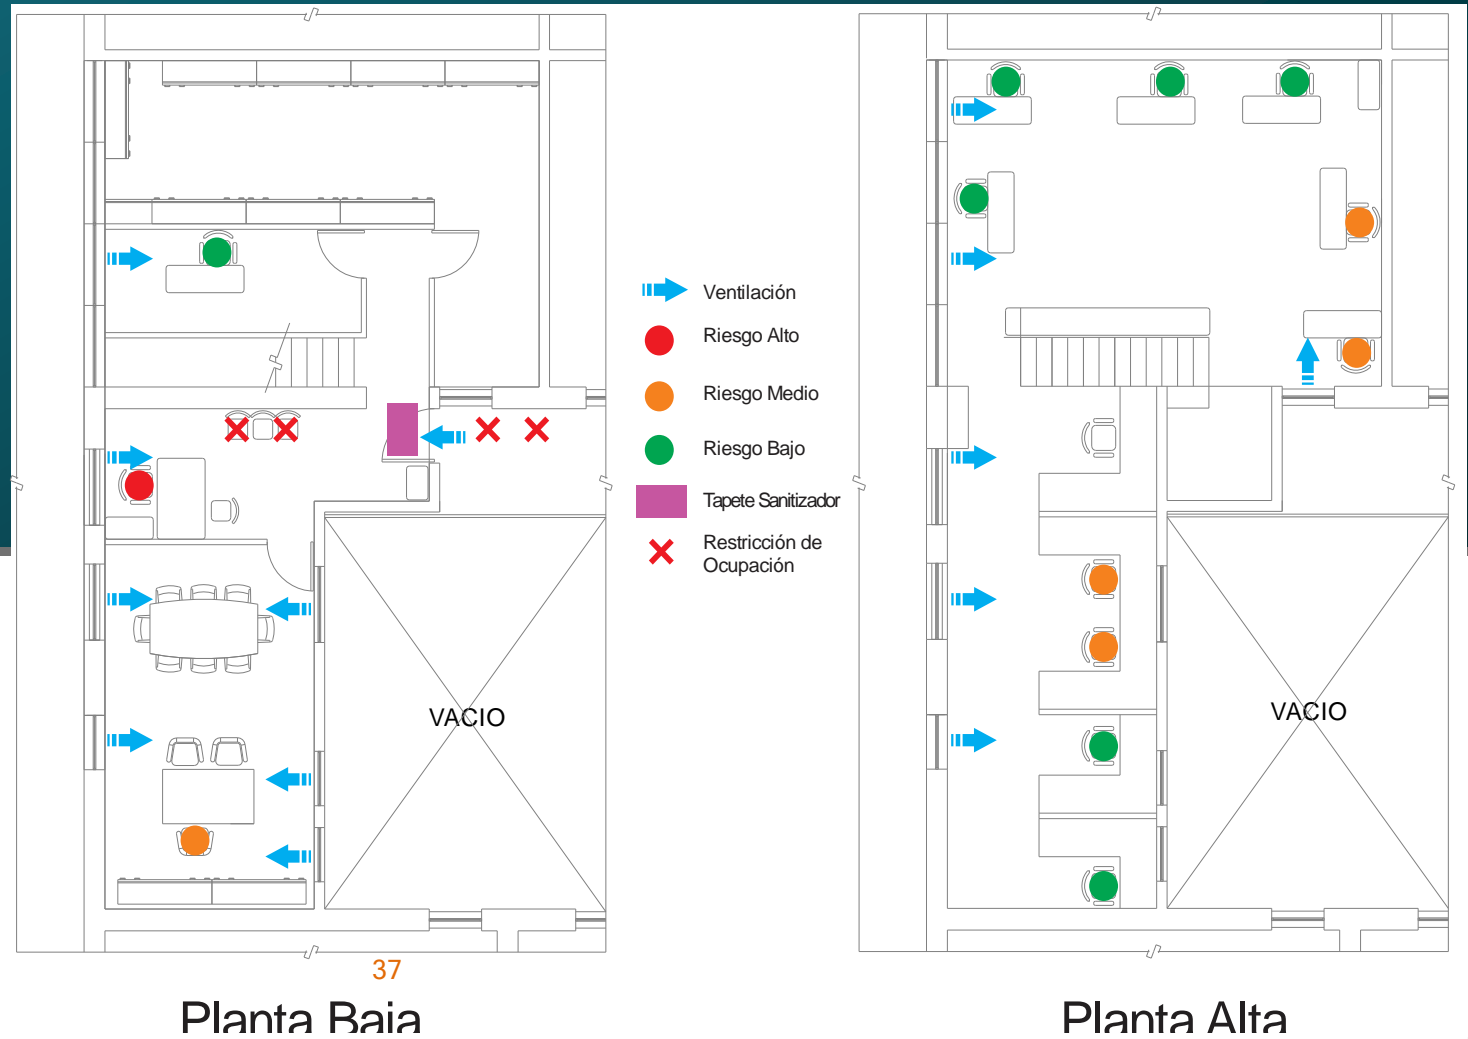 Ventilación
Riesgo Alto
Riesgo Medio
Riesgo Bajo
Tapete Sanitizador
Restricción de
Ocupación
VACIO
VACIO
37
Planta Baja
Planta Alta